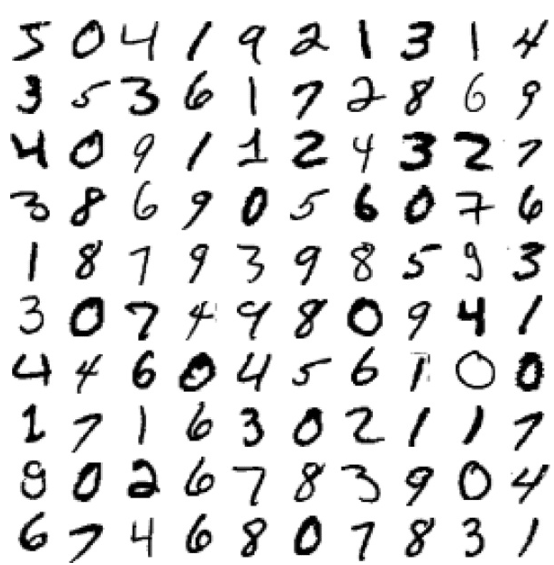 5 0 4 1 9 2 1 3 1 4
3 5 3 6 1 7 2 8 6 9
4 0 9 1 1 2 4 3 2 7
3 8 6 9 0 5 6 0 7 6
1 8 7 9 3 9 8 5 9 3
3 0 7 4 9 8 0 9 4 1
4 4 6 0 4 5 6 1 0 0
1 7 1 6 3 0 2 1 1 7
8 0 2 6 7 8 3 9 0 4
6 7 4 6 8 0 7 8 3 1